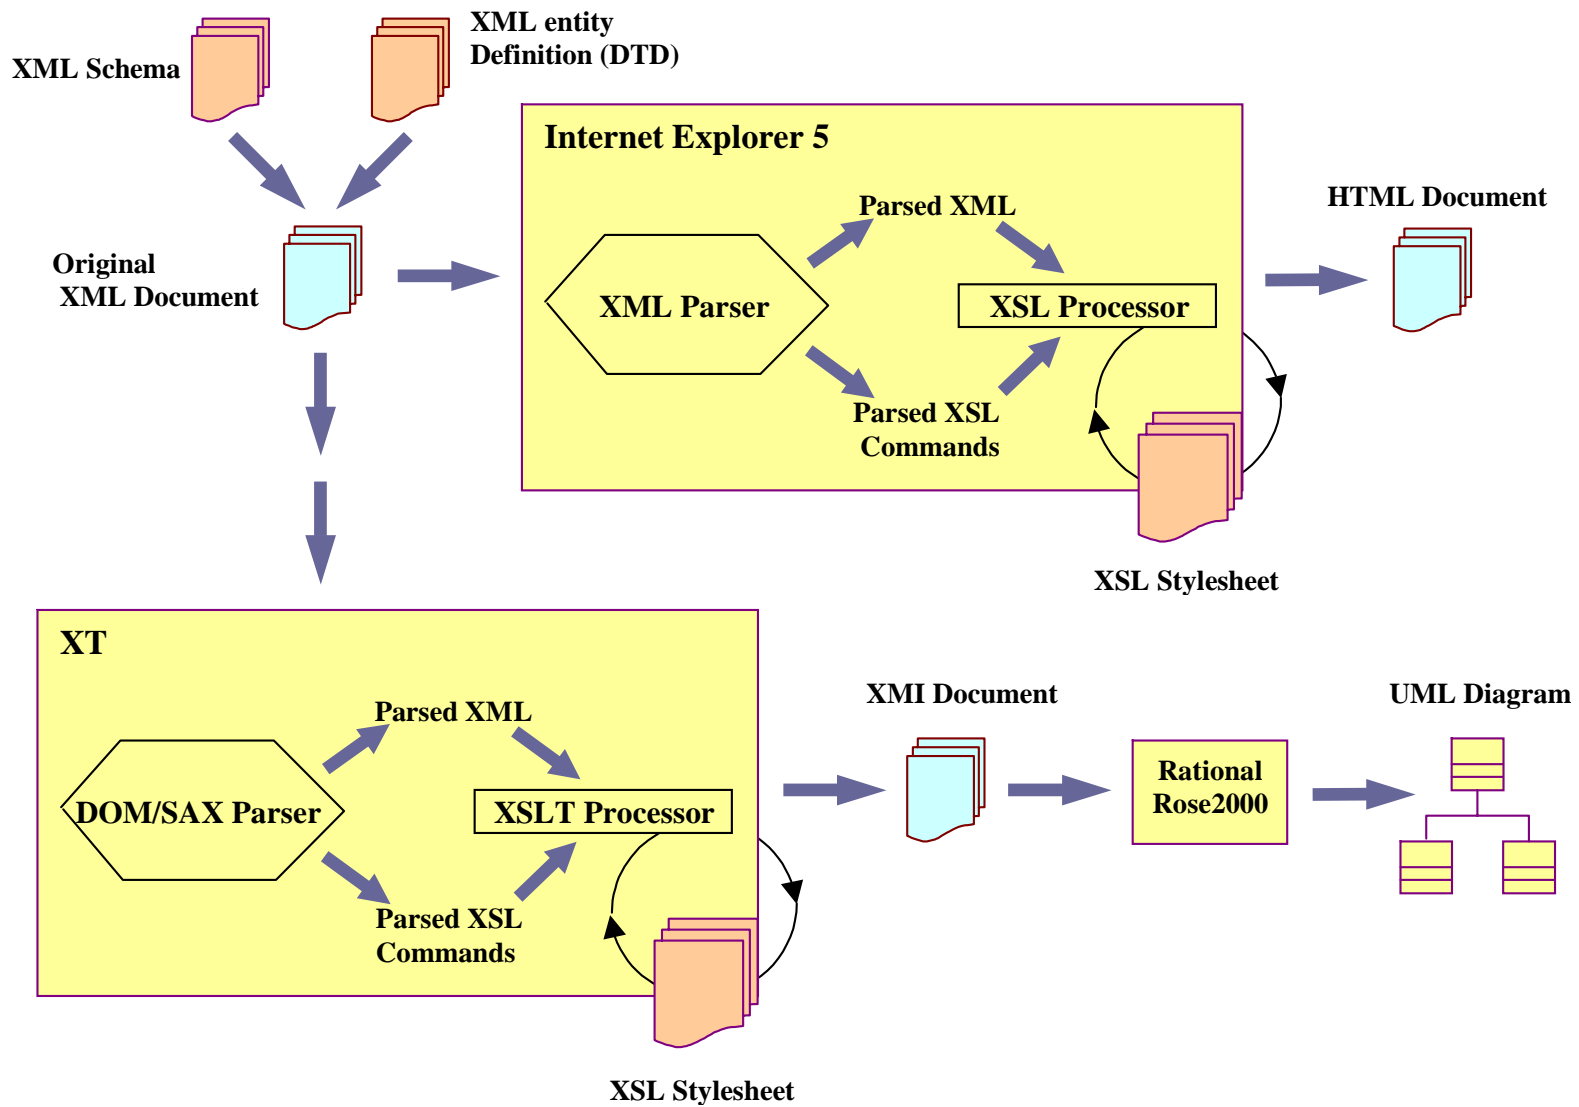 XML Schema
XML entity
Definition (DTD)
Internet Explorer 5
Original
XML Document
XML Parser
Parsed XML
XSL Processor
Parsed XSL
Commands
HTML Document
XSL Stylesheet
XT
DOM/SAX Parser
Parsed XML
XSLT Processor
Parsed XSL
Commands
XSL Stylesheet
XMI Document
Rational
Rose2000
UML Diagram